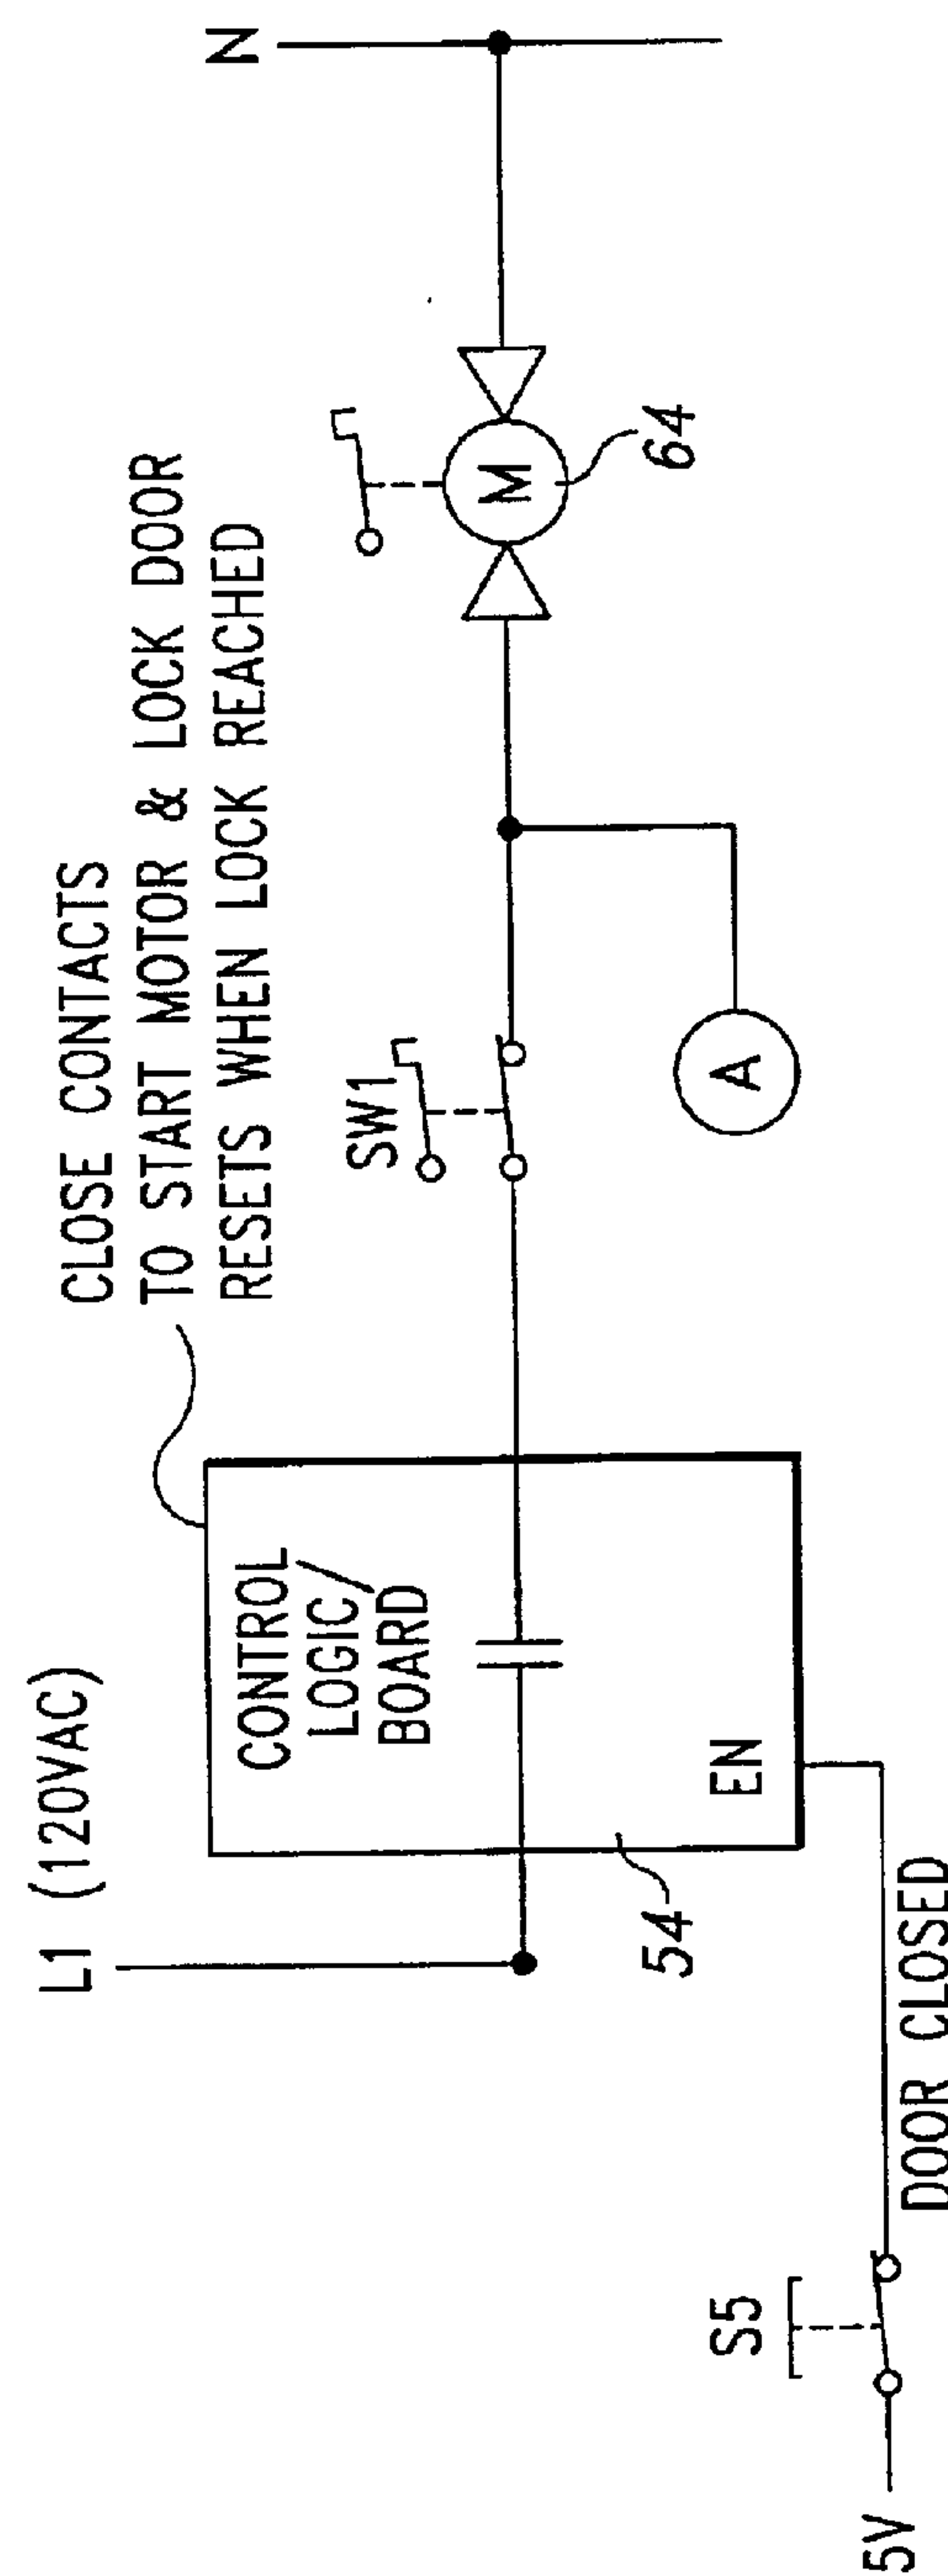 L1 (120VAC)
N
CLOSE CONTACTS
TO START MOTOR & LOCK DOOR
RESETS WHEN LOCK REACHED
CONTROL
LOGIC
BOARD
EN
54
SW1
A
M
64
S5
5V
DOOR CLOSED